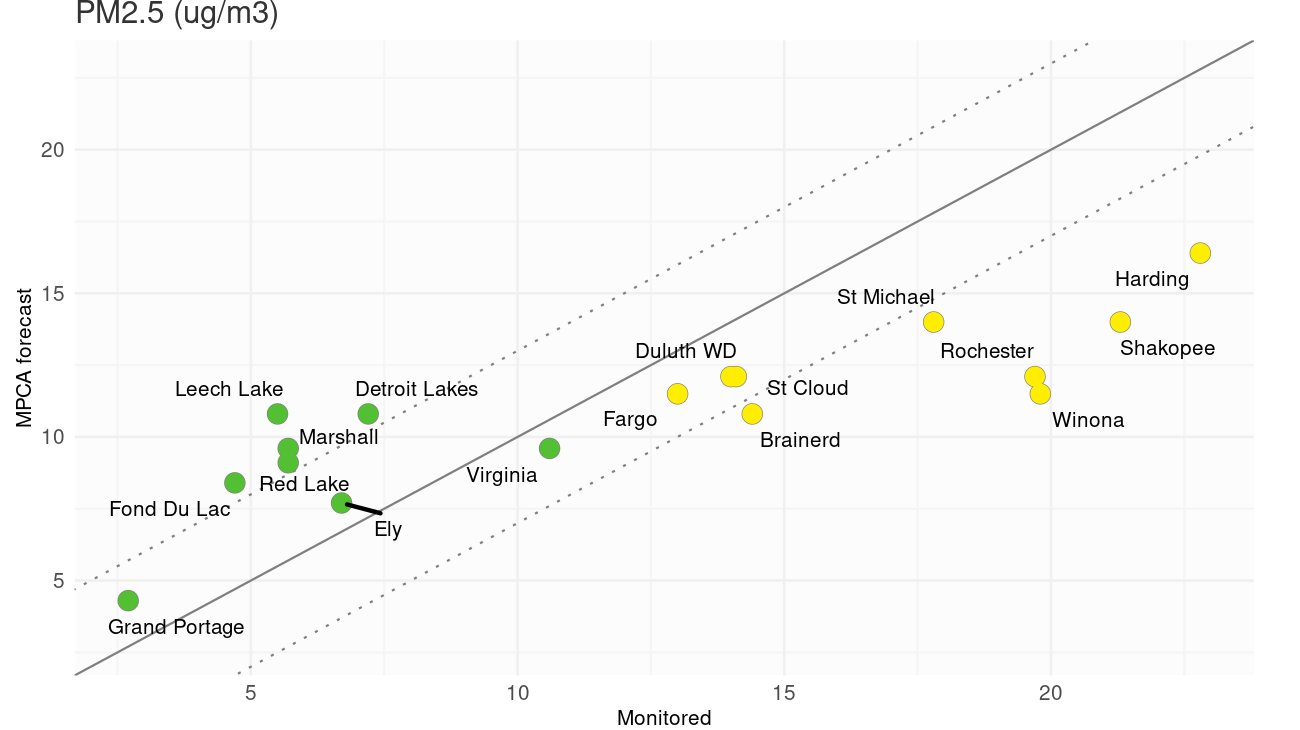 PM2.5 (ug/m3)
20
15
10
5
MPCA forecast
Harding
St Michael
Shakopee
Rochester
Duluth WD
St Cloud
Leech Lake
Detroit Lakes
Fargo
Winona
Marshall
Brainerd
Virginia
Red Lake
Fond Du Lac
Ely
Grand Portage
5
10
15
20
Monitored